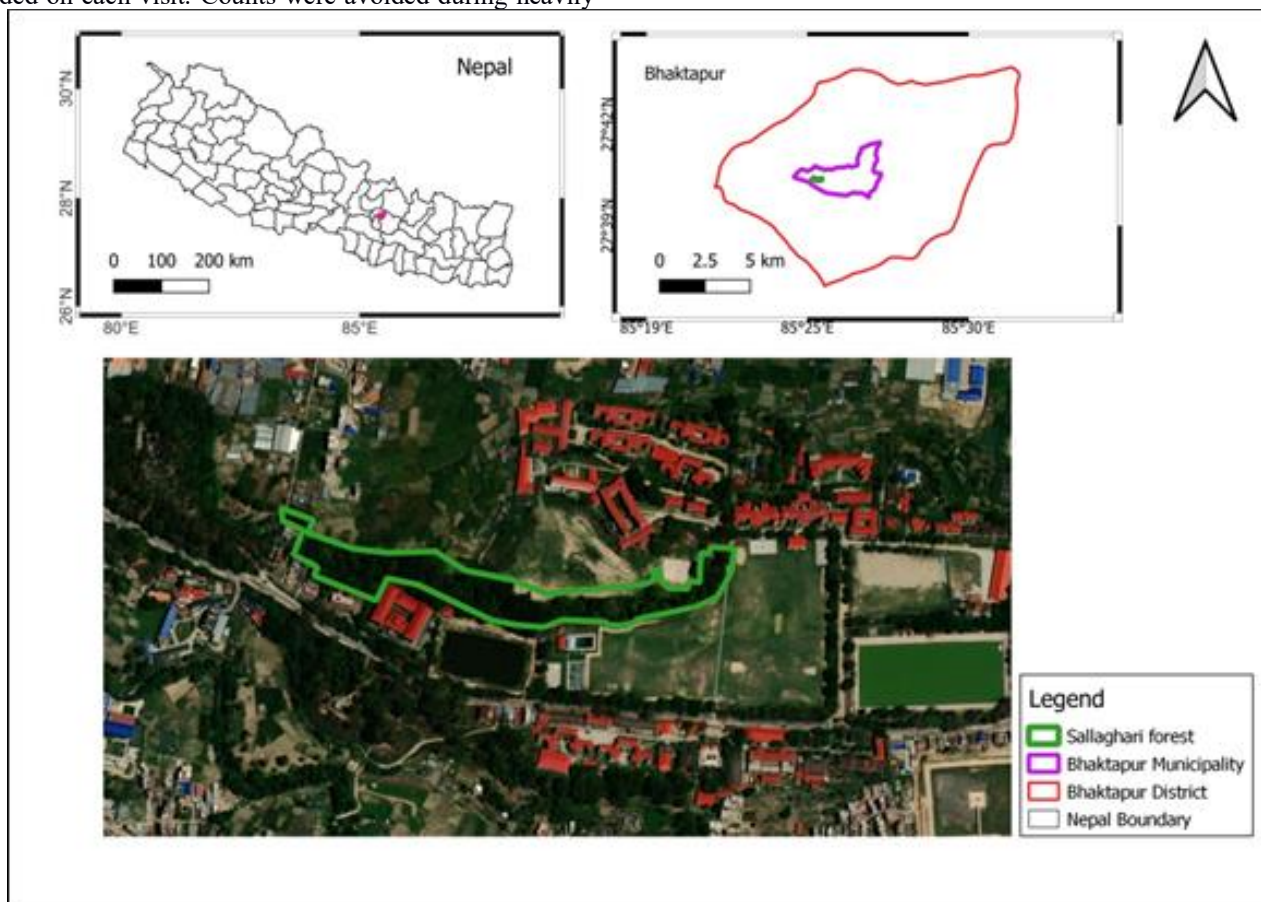 ded on each visit. Counts were avoided during heavily
Nepal
30°N
28°N
26°N
0 100 200 km
80°E
85°E
Bhaktapur
27°42'N
27°39'N
0 2.5 5 km
85°19'E
85°25'E
85°30'E
Legend
Sallaghari forest
Bhaktapur Municipality
Bhaktapur District
Nepal Boundary